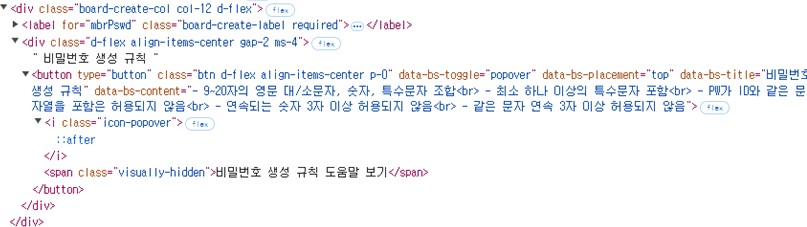 ▼<div class="board-create-col col-12 d-flex"> flex
▶<label for="mbrPswd" class="board-create-label required">⋯</label> flex
▼<div class="d-flex align-items-center gap-2 ms-4"> flex
" 비밀번호 생성 규칙 "
▼<button type="button" class="btn d-flex align-items-center p-0" data-bs-toggle="popover" data-bs-placement="top" data-bs-title="비밀번호
생성 규칙" data-bs-content="- 9~20자의 영문 대/소문자, 숫자, 특수문자 조합<br> - 최소 하나 이상의 특수문자 포함<br> - PW가 ID와 같은 문
자열을 포함은 허용되지 않음<br> - 연속되는 숫자 3자 이상 허용되지 않음<br> - 같은 문자 연속 3자 이상 허용되지 않음"> flex
▼<i class="icon-popover"> flex
::after
</i>
<span class="visually-hidden">비밀번호 생성 규칙 도움말 보기</span>
</button>
</div>
</div>